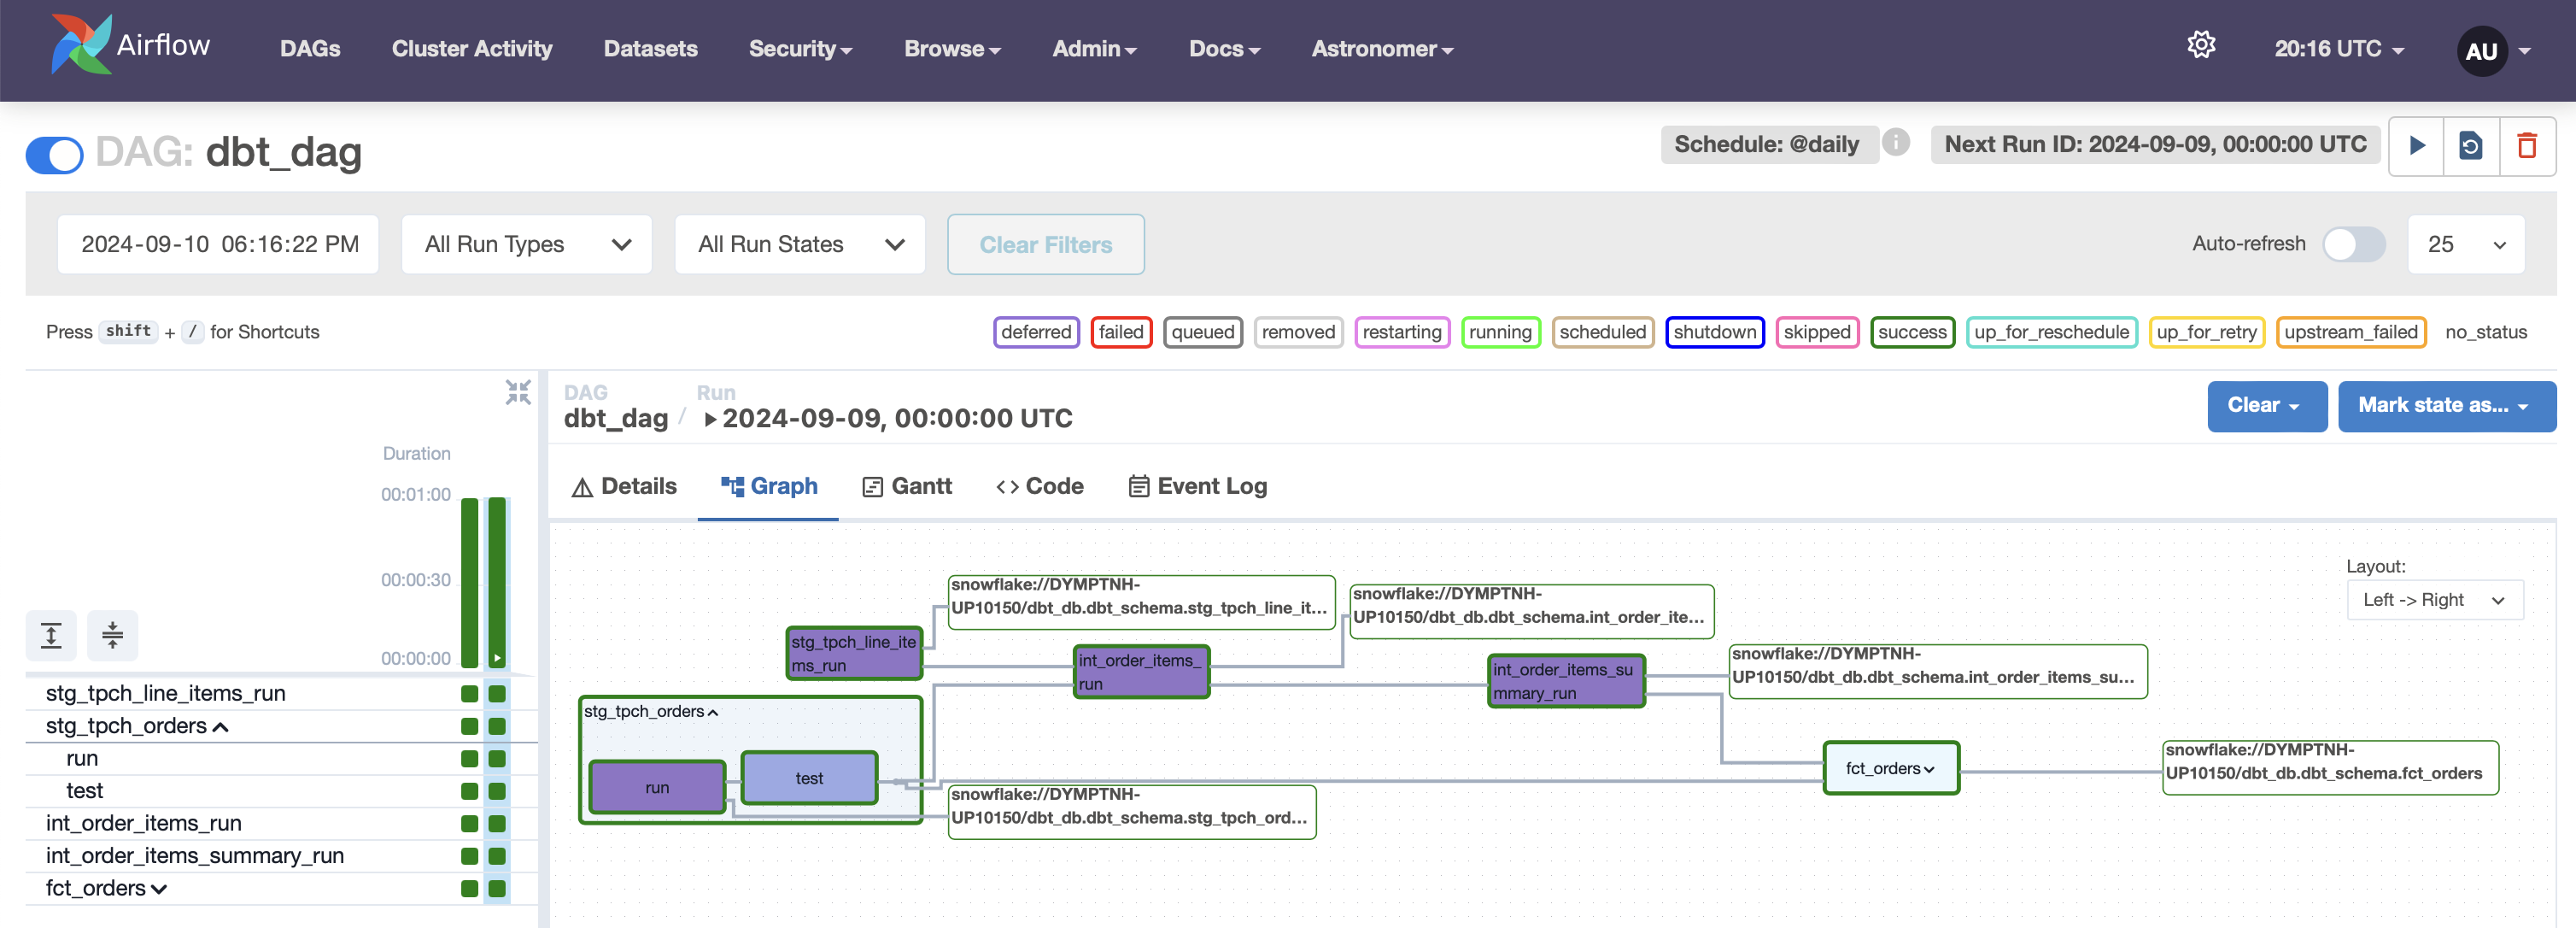 Airflow DAGs Cluster Activity Datasets Security Browse Admin Docs Astronomer 20:16 UTC AU
DAG: dbt_dag Schedule: @daily i Next Run ID: 2024-09-09, 00:00:00 UTC
2024-09-10 06:16:22 PM All Run Types All Run States Clear Filters Auto-refresh 25
Press shift + / for Shortcuts deferred failed queued removed restarting running scheduled shutdown skipped success up_for_reschedule up_for_retry upstream_failed no_status
Duration
00:01:00
00:00:30
00:00:00
stg_tpch_line_items_run
stg_tpch_orders
run
test
int_order_items_run
int_order_items_summary_run
fct_orders
DAG Run
dbt_dag / 2024-09-09, 00:00:00 UTC Clear Mark state as...
Details Graph Gantt Code Event Log
Layout:
Left -> Right
snowflake://DYMPTNH-
UP10150/dbt_db.dbt_schema.stg_tpch_line_it...
snowflake://DYMPTNH-
UP10150/dbt_db.dbt_schema.int_order_ite...
stg_tpch_line_ite
ms_run
int_order_items_
run
int_order_items_su
mmary_run
snowflake://DYMPTNH-
UP10150/dbt_db.dbt_schema.int_order_items_su...
stg_tpch_orders
run
test
snowflake://DYMPTNH-
UP10150/dbt_db.dbt_schema.stg_tpch_ord...
fct_orders
snowflake://DYMPTNH-
UP10150/dbt_db.dbt_schema.fct_orders